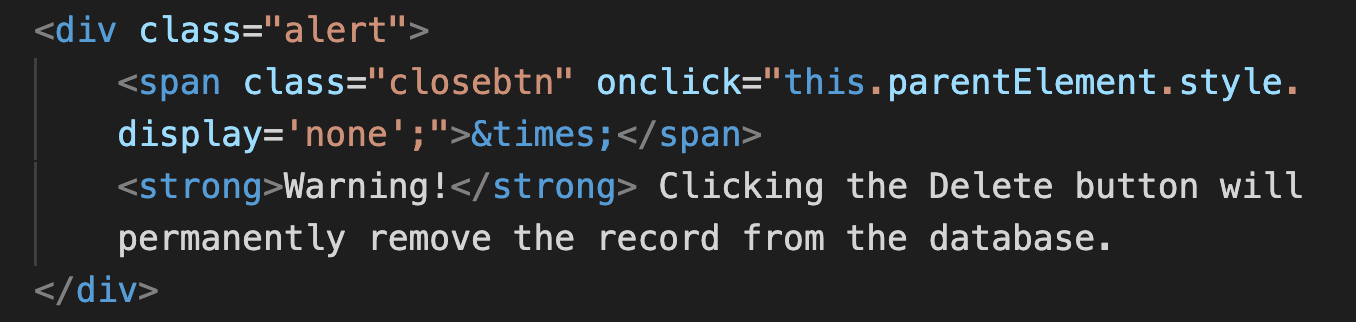 <div class="alert">
<span class="closebtn" onclick="this.parentElement.style.
display='none';">&times;</span>
<strong>Warning!</strong> Clicking the Delete button will
permanently remove the record from the database.
</div>